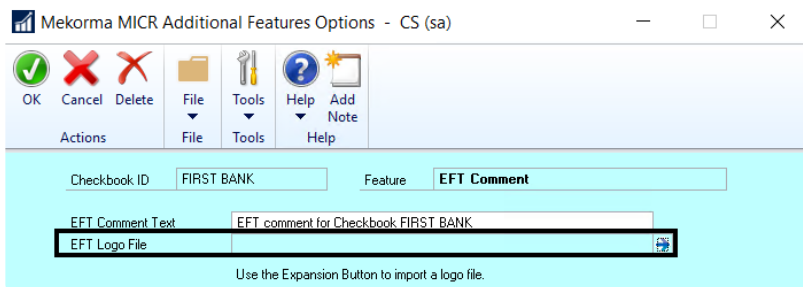 Mekorma MICR Additional Features Options - CS (sa)
OK Cancel Delete File Tools Help Add Note
Actions File Tools Help
Checkbook ID FIRST BANK Feature EFT Comment
EFT Comment Text EFT comment for Checkbook FIRST BANK
EFT Logo File
Use the Expansion Button to import a logo file.